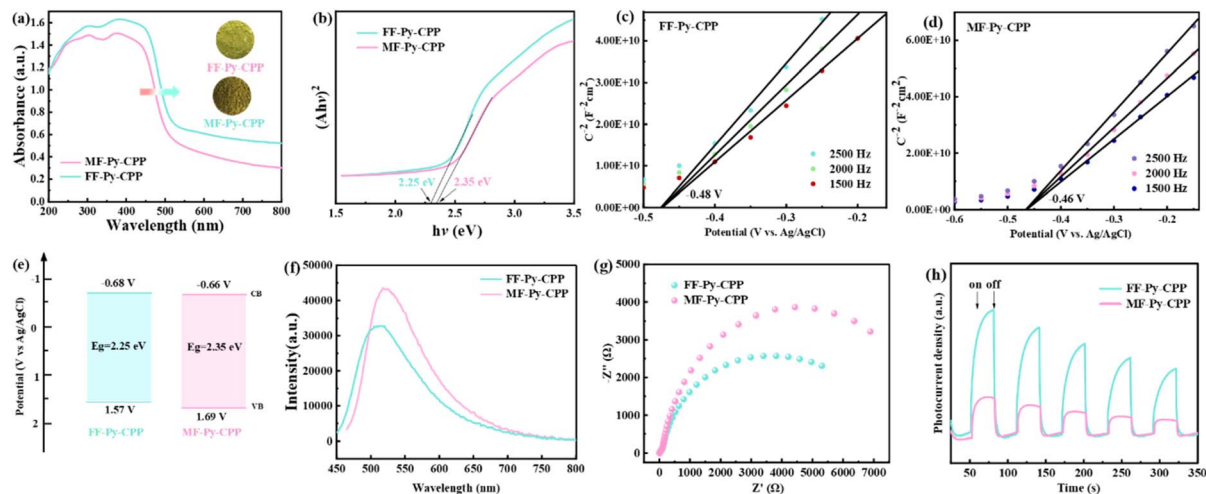 (a)
Absorbance (a.u.)
1.6
1.4
1.2
1.0
0.8
0.6
0.4
0.2
0.0
FF-Py-CPP
MF-Py-CPP
MF-Py-CPP
FF-Py-CPP
200 300 400 500 600 700 800
Wavelength (nm)
(b)
(Ahν)²
FF-Py-CPP
MF-Py-CPP
2.25 eV
2.35 eV
2.0 2.5 3.0 3.5
hν (eV)
(c)
FF-Py-CPP
C⁻² (F⁻² cm²)
4.00E+10
3.00E+10
2.00E+10
1.00E+10
0.00E+00
2500 Hz
2000 Hz
1500 Hz
-0.48 V
-0.5 -0.4 -0.3 -0.2
Potential (V vs. Ag/AgCl)
(d)
MF-Py-CPP
C⁻² (F⁻² cm²)
6.00E+10
4.00E+10
2.00E+10
0.00E+00
2500 Hz
2000 Hz
1500 Hz
-0.46 V
-0.6 -0.5 -0.4 -0.3 -0.2
Potential (V vs. Ag/AgCl)
(e)
Potential (V vs Ag/AgCl)
-1
0
1
2
-0.68 V
-0.66 V
CB
Eg=2.25 eV
Eg=2.35 eV
1.57 V
1.69 V
VB
FF-Py-CPP
MF-Py-CPP
(f)
Intensity(a.u.)
50000
40000
30000
20000
10000
0
FF-Py-CPP
MF-Py-CPP
450 500 550 600 650 700 750 800
Wavelength (nm)
(g)
-Z'' (Ω)
5000
4000
3000
2000
1000
0
FF-Py-CPP
MF-Py-CPP
0 1000 2000 3000 4000 5000 6000 7000
Z' (Ω)
(h)
Photocurrent density (a.u.)
on off
FF-Py-CPP
MF-Py-CPP
50 100 150 200 250 300 350
Time (s)